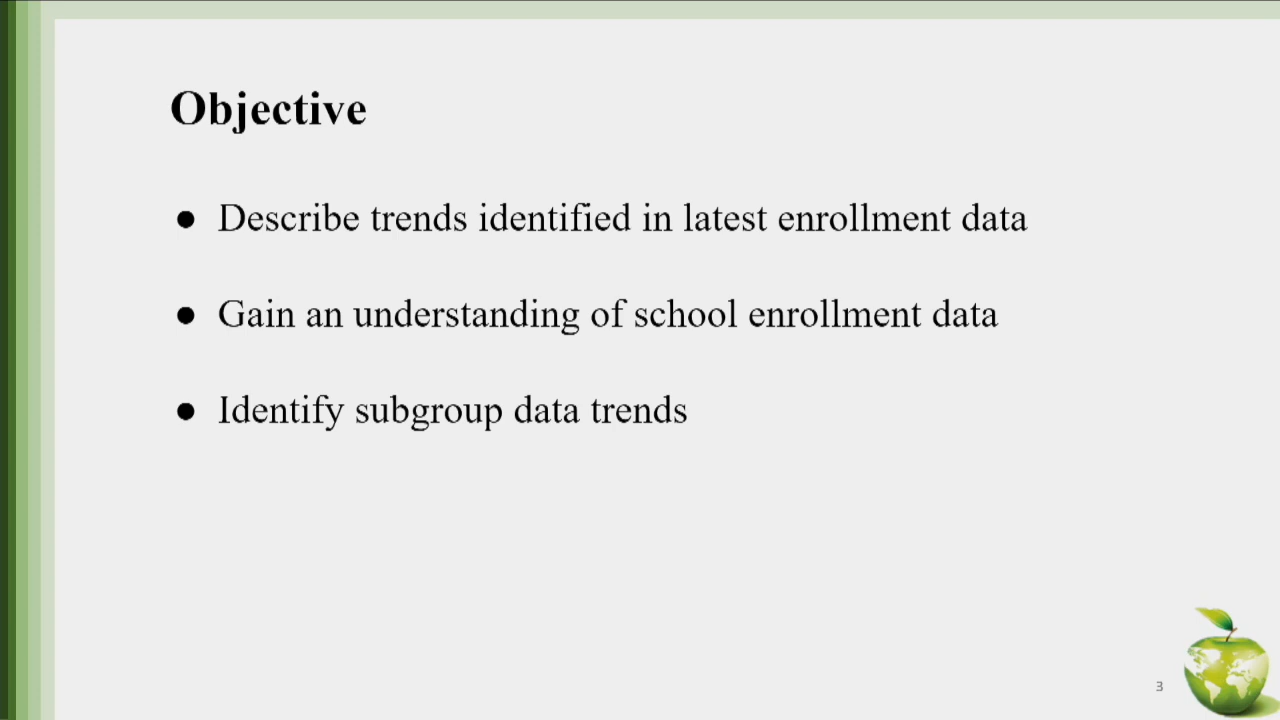 Objective
● Describe trends identified in latest enrollment data
● Gain an understanding of school enrollment data
● Identify subgroup data trends
3